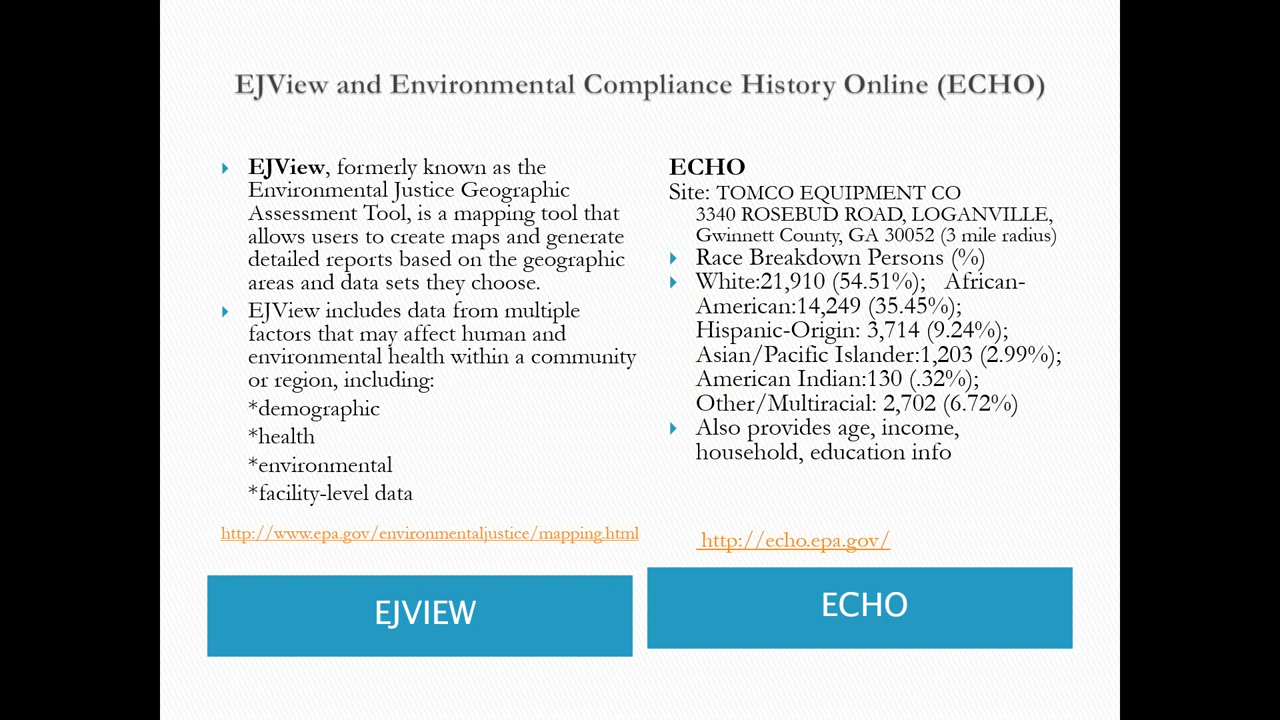 EJView and Environmental Compliance History Online (ECHO)
EJView, formerly known as the
Environmental Justice Geographic
Assessment Tool, is a mapping tool that
allows users to create maps and generate
detailed reports based on the geographic
areas and data sets they choose.
EJView includes data from multiple
factors that may affect human and
environmental health within a community
or region, including:
*demographic
*health
*environmental
*facility-level data
http://www.epa.gov/environmentaljustice/mapping.html
EJVIEW
ECHO
Site: TOMCO EQUIPMENT CO
3340 ROSEBUD ROAD, LOGANVILLE,
Gwinnett County, GA 30052 (3 mile radius)
Race Breakdown Persons (%)
White:21,910 (54.51%); African-
American:14,249 (35.45%);
Hispanic-Origin: 3,714 (9.24%);
Asian/Pacific Islander:1,203 (2.99%);
American Indian:130 (.32%);
Other/Multiracial: 2,702 (6.72%)
Also provides age, income,
household, education info
http://echo.epa.gov/
ECHO